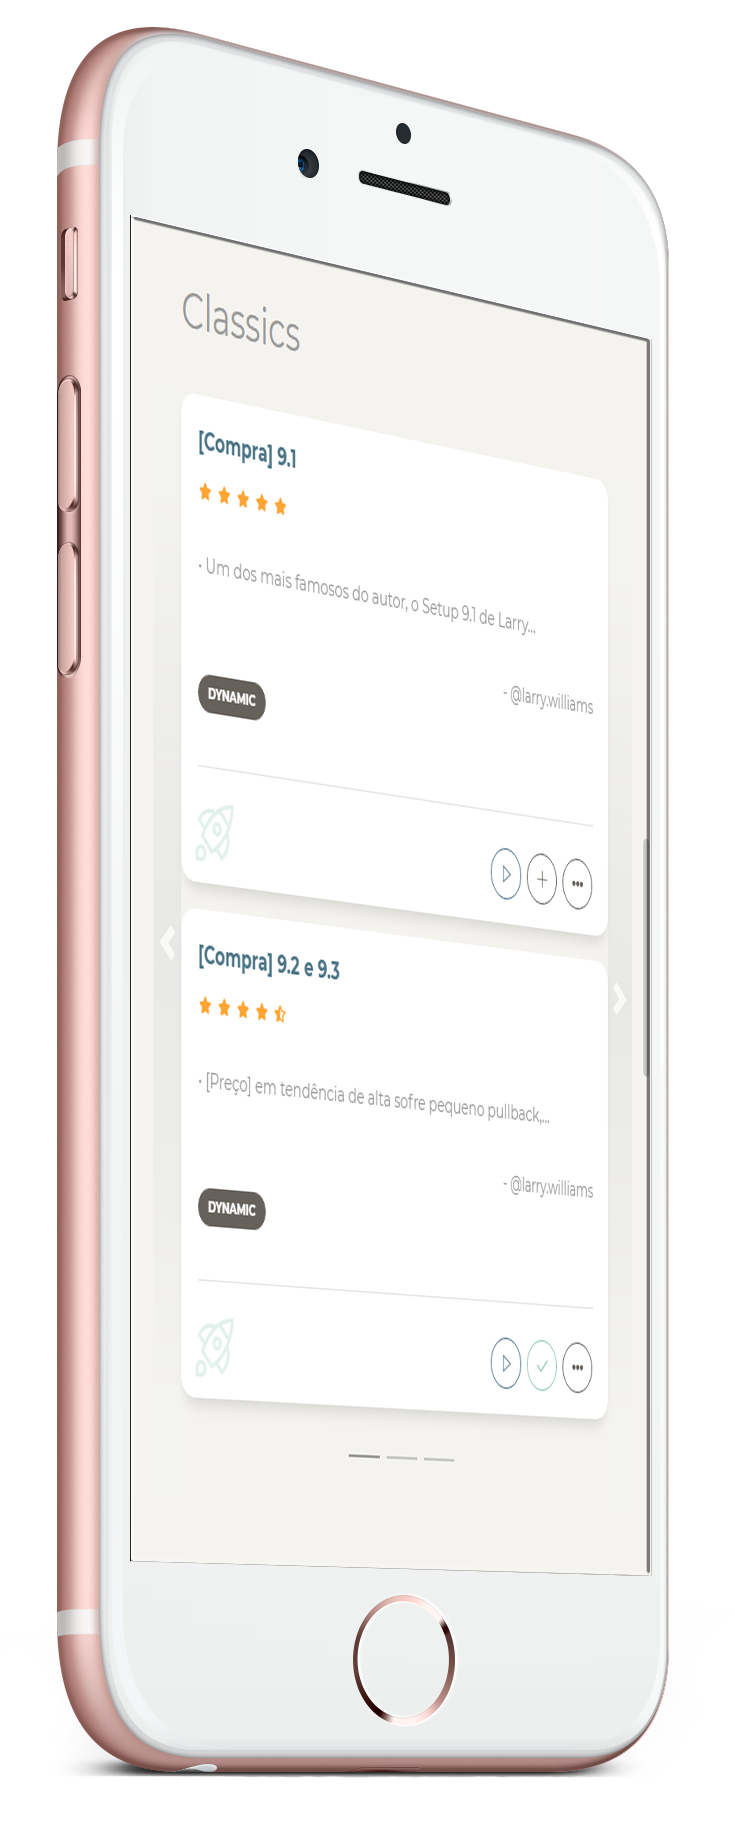 Classics
[Compra] 9.1
• Um dos mais famosos do autor, o Setup 9.1 de Larry...
DYNAMIC
- @larry.williams
[Compra] 9.2 e 9.3
• [Preço] em tendência de alta sofre pequeno pullback,...
- @larry.williams
DYNAMIC